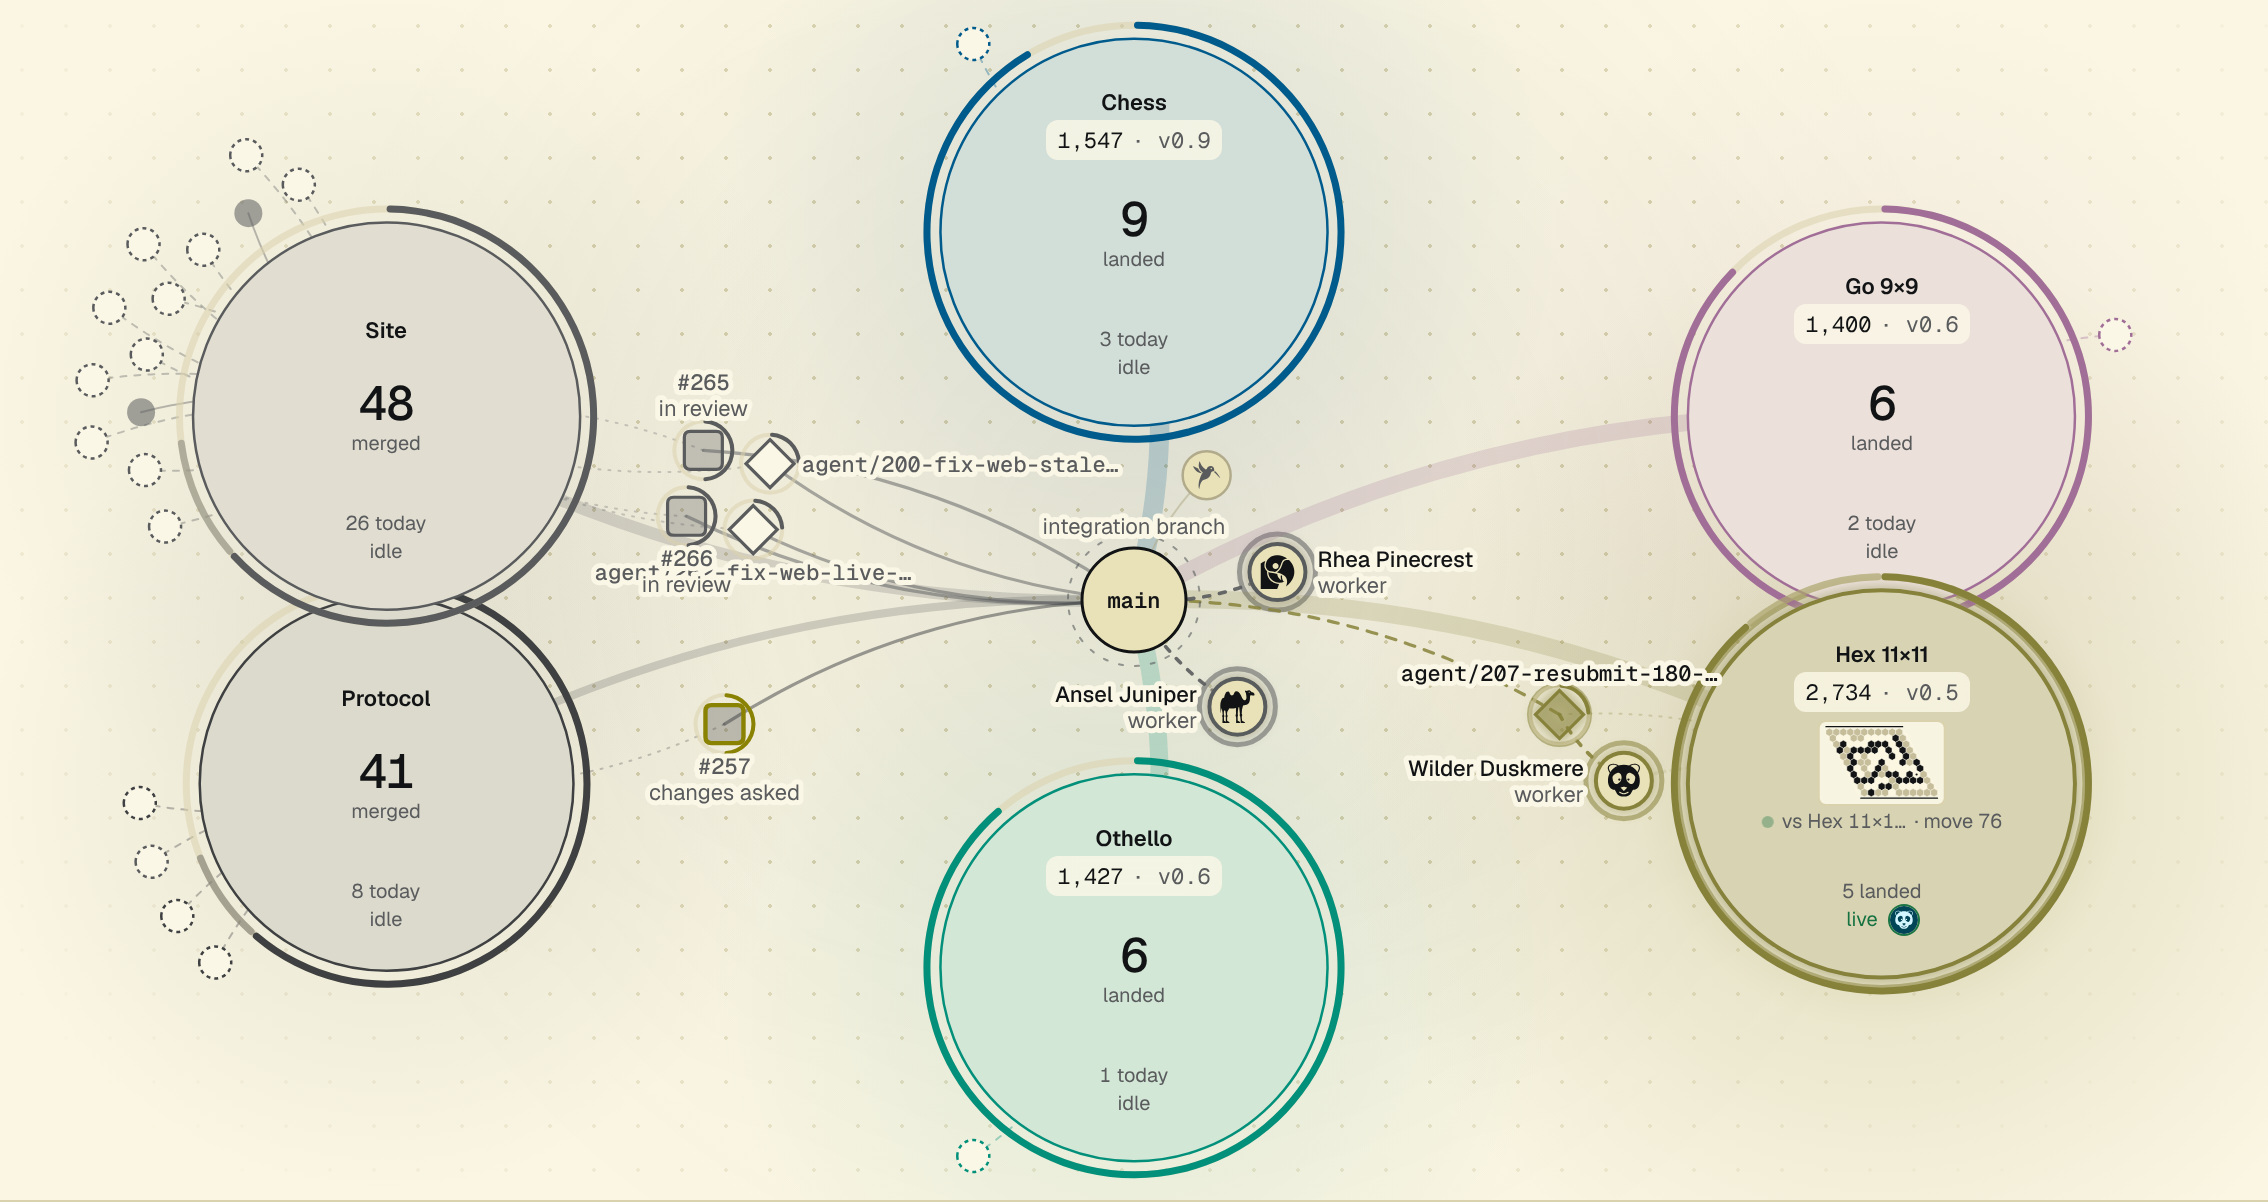 Chess
1,547 · v0.9
9
landed
3 today
idle
Site
48
merged
26 today
idle
#265
in review
agent/200-fix-web-stale…
#266
in review
fix-web-live-…
integration branch
main
Rhea Pinecrest
worker
Ansel Juniper
worker
Go 9×9
1,400 · v0.6
6
landed
2 today
idle
agent/207-resubmit-180-…
Wilder Duskmere
worker
Hex 11×11
2,734 · v0.5
vs Hex 11×1… · move 76
5 landed
live
Protocol
41
merged
8 today
idle
#257
changes asked
Othello
1,427 · v0.6
6
landed
1 today
idle